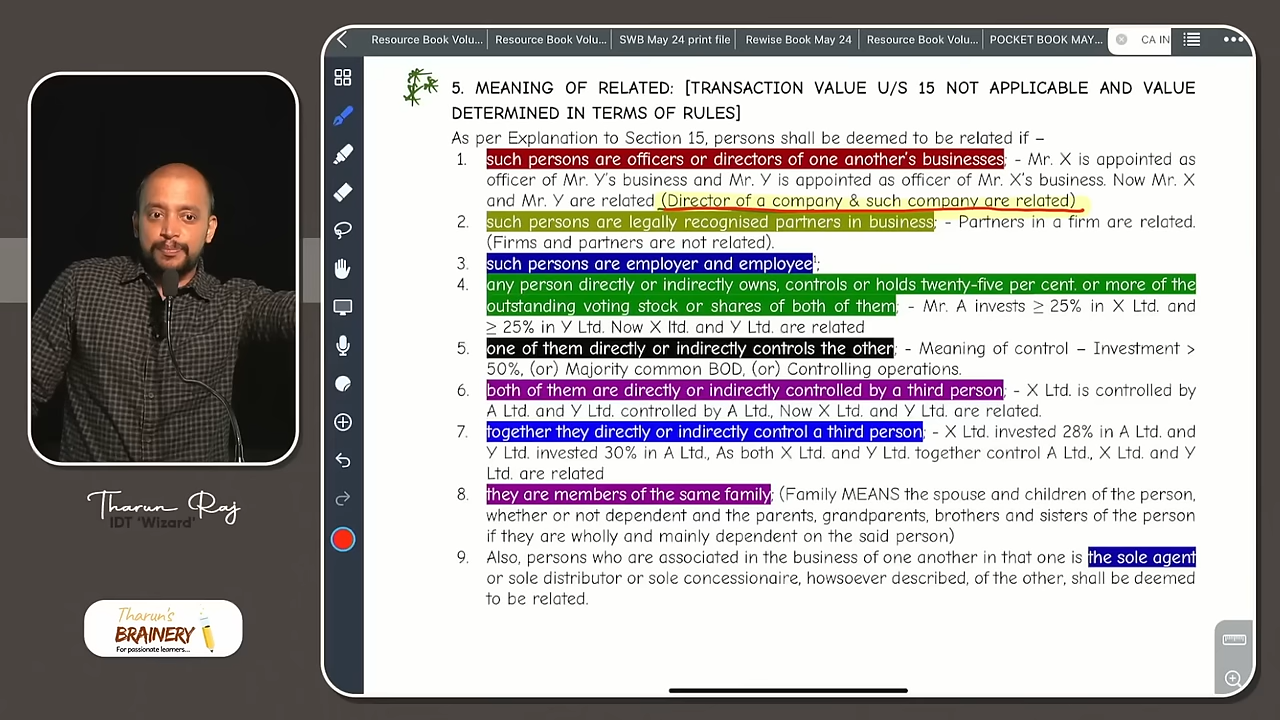 Resource Book Volu...
Resource Book Volu...
SWB May 24 print file
Rewise Book May 24
Resource Book Volu...
POCKET BOOK MAY...
CA IN
5. MEANING OF RELATED: [TRANSACTION VALUE U/S 15 NOT APPLICABLE AND VALUE
DETERMINED IN TERMS OF RULES]
As per Explanation to Section 15, persons shall be deemed to be related if –
1. such persons are officers or directors of one another's businesses; - Mr. X is appointed as
officer of Mr. Y's business and Mr. Y is appointed as officer of Mr. X's business. Now Mr. X
and Mr. Y are related (Director of a company & such company are related)
2. such persons are legally recognised partners in business; - Partners in a firm are related.
(Firms and partners are not related).
3. such persons are employer and employee¹;
4. any person directly or indirectly owns, controls or holds twenty-five per cent. or more of the
outstanding voting stock or shares of both of them; - Mr. A invests ≥ 25% in X Ltd. and
≥ 25% in Y Ltd. Now X ltd. and Y Ltd. are related
5. one of them directly or indirectly controls the other; - Meaning of control – Investment >
50%, (or) Majority common BOD, (or) Controlling operations.
6. both of them are directly or indirectly controlled by a third person; - X Ltd. is controlled by
A Ltd. and Y Ltd. controlled by A Ltd., Now X Ltd. and Y Ltd. are related.
7. together they directly or indirectly control a third person; - X Ltd. invested 28% in A Ltd. and
Y Ltd. invested 30% in A Ltd., As both X Ltd. and Y Ltd. together control A Ltd., X Ltd. and Y
Ltd. are related
8. they are members of the same family; (Family MEANS the spouse and children of the person,
whether or not dependent and the parents, grandparents, brothers and sisters of the person
if they are wholly and mainly dependent on the said person)
9. Also, persons who are associated in the business of one another in that one is the sole agent
or sole distributor or sole concessionaire, howsoever described, of the other, shall be deemed
to be related.
Tharun Raj
IDT 'Wizard'
Tharun's
BRAINERY
For passionate learners...